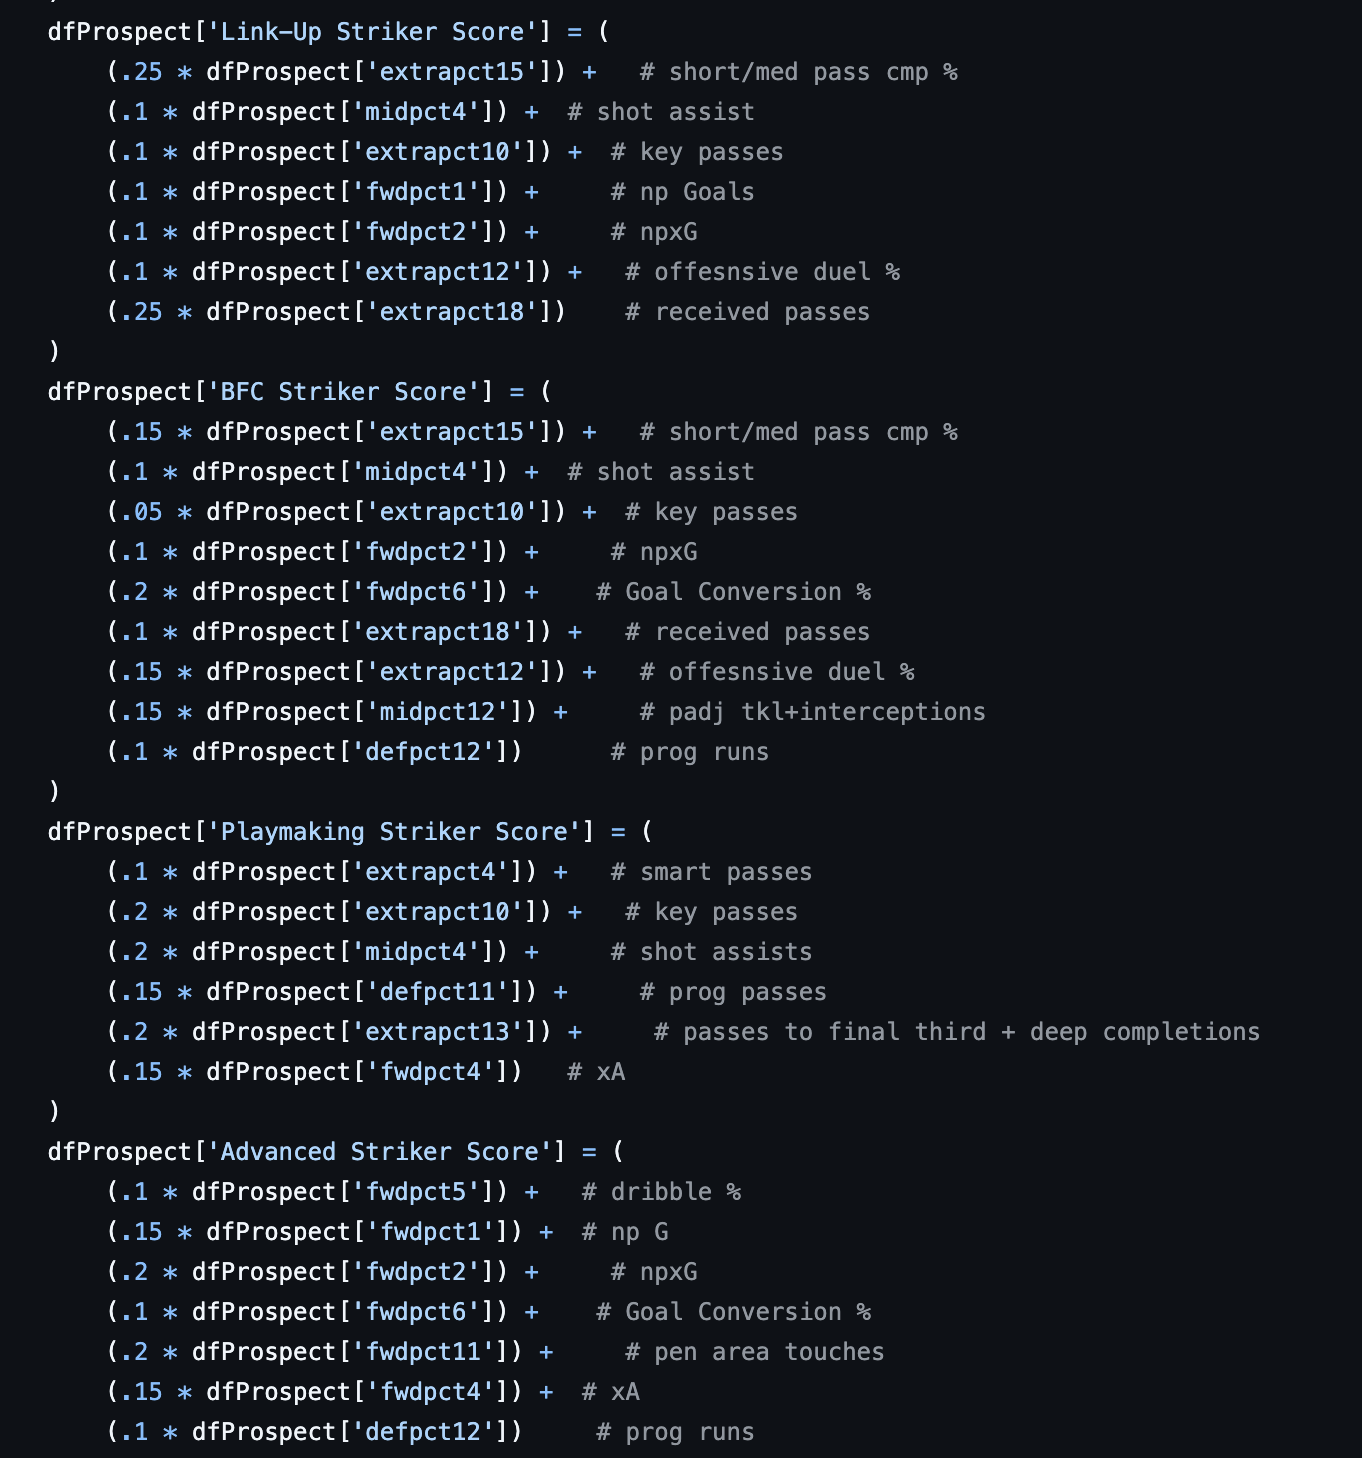 dfProspect['Link-Up Striker Score'] = (
(.25 * dfProspect['extrapct15']) + # short/med pass cmp %
(.1 * dfProspect['midpct4']) + # shot assist
(.1 * dfProspect['extrapct10']) + # key passes
(.1 * dfProspect['fwdpct1']) + # np Goals
(.1 * dfProspect['fwdpct2']) + # npxG
(.1 * dfProspect['extrapct12']) + # offesnsive duel %
(.25 * dfProspect['extrapct18']) # received passes
)
dfProspect['BFC Striker Score'] = (
(.15 * dfProspect['extrapct15']) + # short/med pass cmp %
(.1 * dfProspect['midpct4']) + # shot assist
(.05 * dfProspect['extrapct10']) + # key passes
(.1 * dfProspect['fwdpct2']) + # npxG
(.2 * dfProspect['fwdpct6']) + # Goal Conversion %
(.1 * dfProspect['extrapct18']) + # received passes
(.15 * dfProspect['extrapct12']) + # offesnsive duel %
(.15 * dfProspect['midpct12']) + # padj tkl+interceptions
(.1 * dfProspect['defpct12']) # prog runs
)
dfProspect['Playmaking Striker Score'] = (
(.1 * dfProspect['extrapct4']) + # smart passes
(.2 * dfProspect['extrapct10']) + # key passes
(.2 * dfProspect['midpct4']) + # shot assists
(.15 * dfProspect['defpct11']) + # prog passes
(.2 * dfProspect['extrapct13']) + # passes to final third + deep completions
(.15 * dfProspect['fwdpct4']) # xA
)
dfProspect['Advanced Striker Score'] = (
(.1 * dfProspect['fwdpct5']) + # dribble %
(.15 * dfProspect['fwdpct1']) + # np G
(.2 * dfProspect['fwdpct2']) + # npxG
(.1 * dfProspect['fwdpct6']) + # Goal Conversion %
(.2 * dfProspect['fwdpct11']) + # pen area touches
(.15 * dfProspect['fwdpct4']) + # xA
(.1 * dfProspect['defpct12']) # prog runs